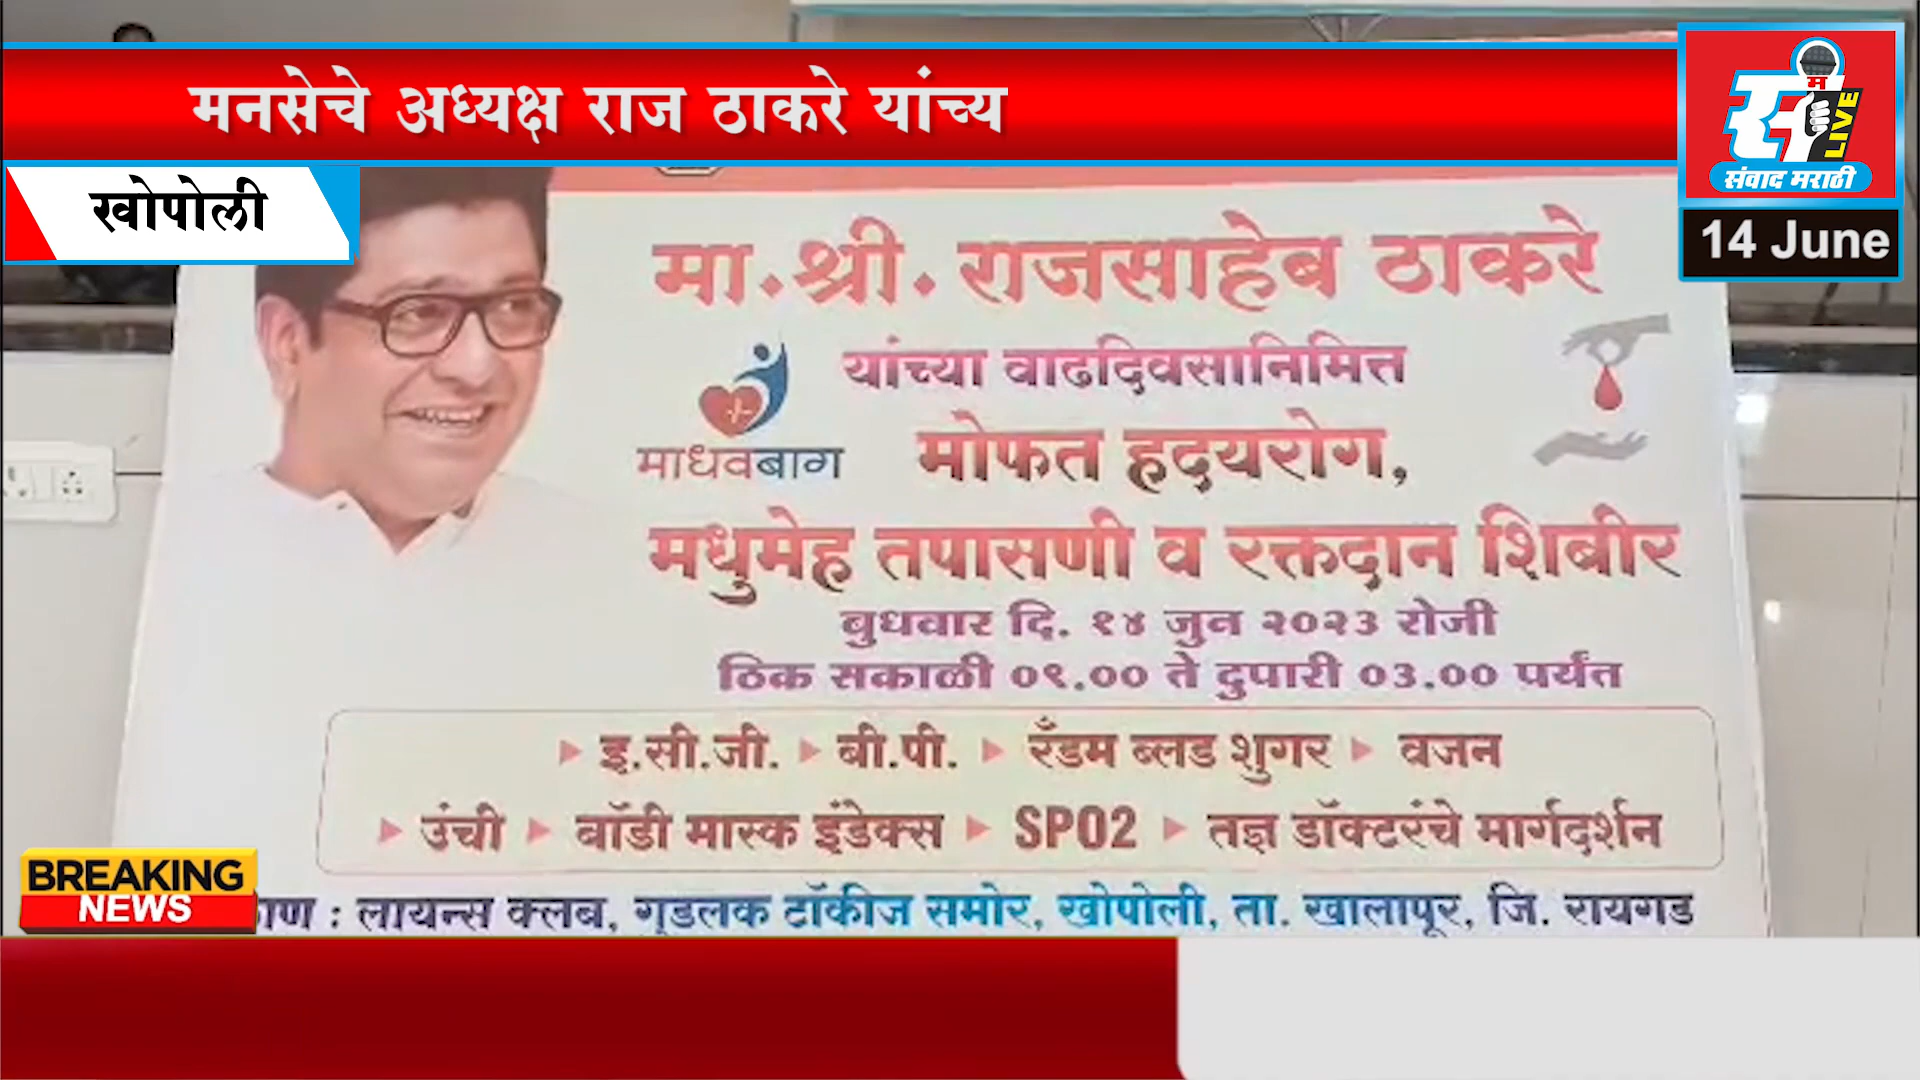 मनसेचे अध्यक्ष राज ठाकरे यांच्य
म
LIVE
संवाद मराठी
14 June
खोपोली
मा. श्री. राजसाहेब ठाकरे
यांच्या वाढदिवसानिमित्त
माधवबाग
मोफत हृदयरोग,
मधुमेह तपासणी व रक्तदान शिबीर
बुधवार दि. १४ जुन २०२३ रोजी
ठिक सकाळी ०९.०० ते दुपारी ०३.०० पर्यंत
इ.सी.जी. बी.पी. रँडम ब्लड शुगर वजन
उंची बॉडी मास्क इंडेक्स SPO2 तज्ञ डॉक्टरंचे मार्गदर्शन
BREAKING
NEWS
: लायन्स क्लब, गुडलक टॉकीज समोर, खोपोली, ता. खालापूर, जि. रायगड